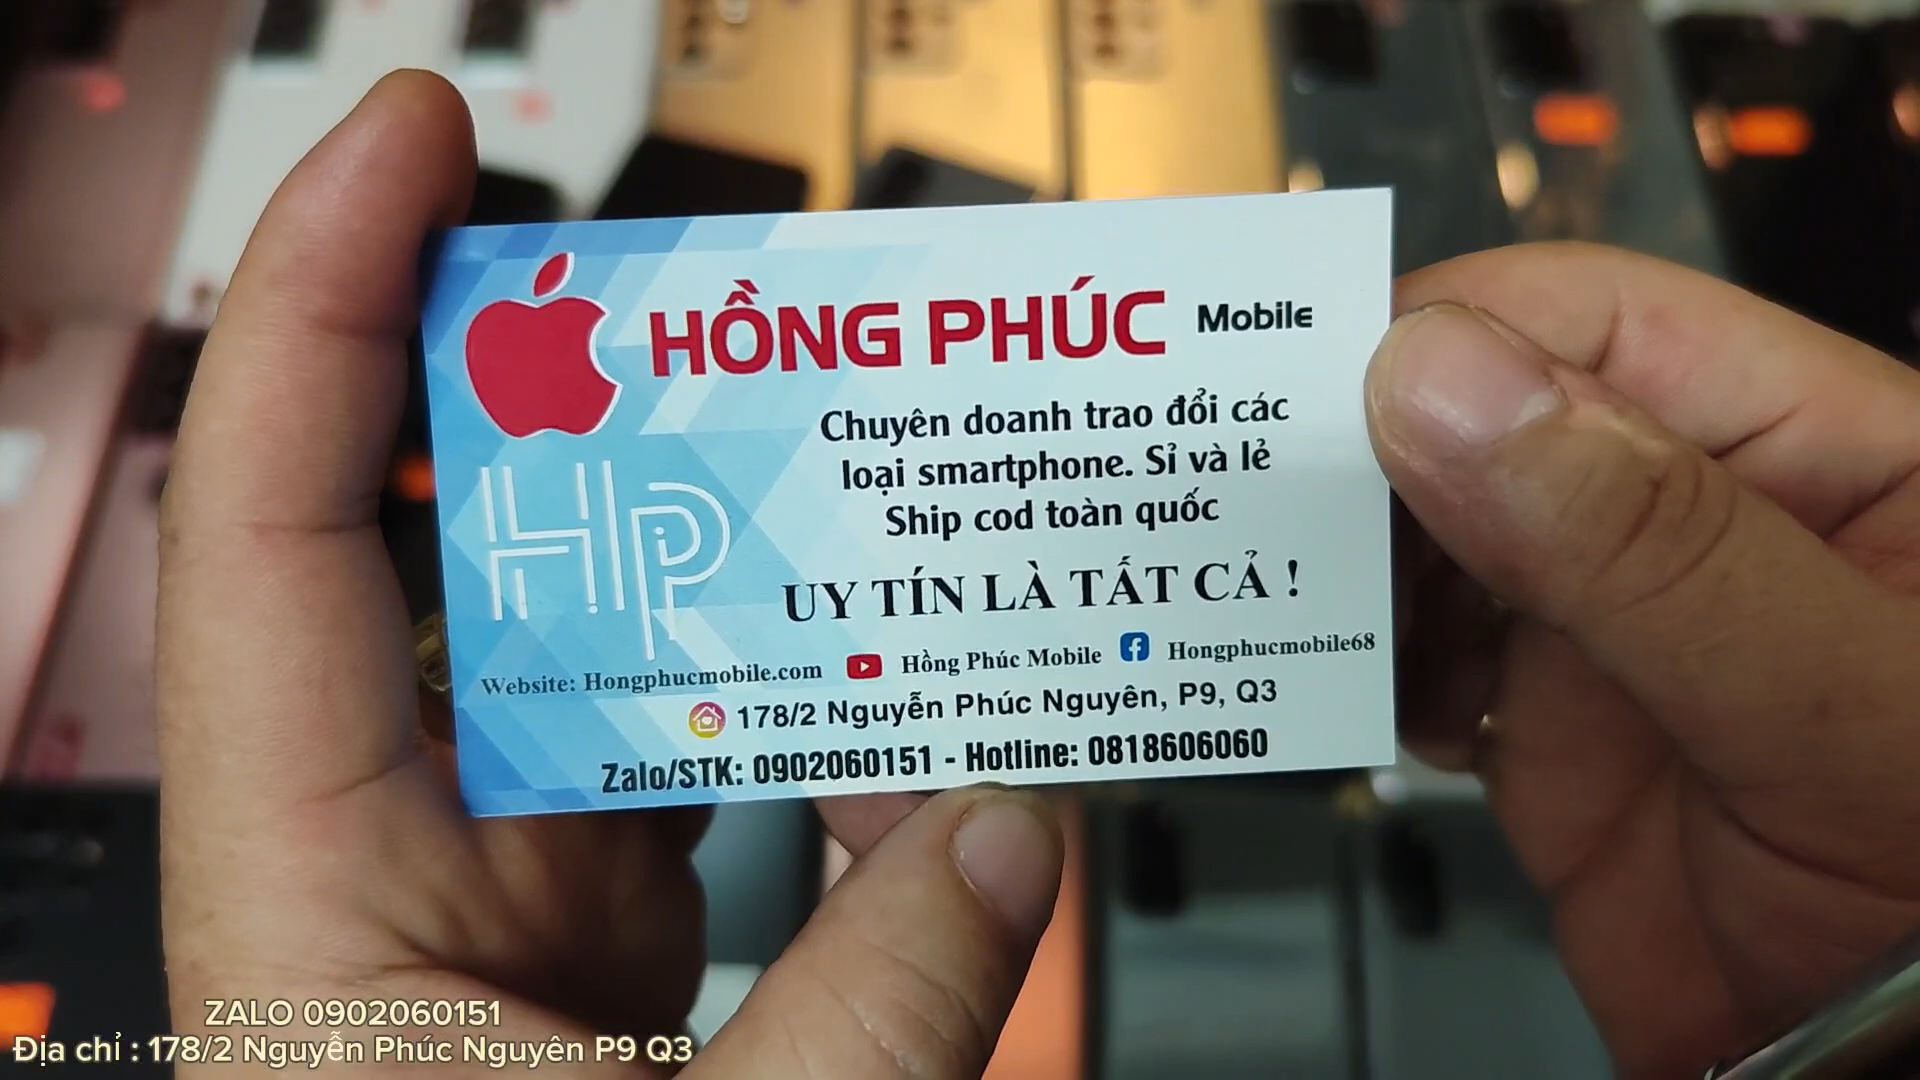 HỒNG PHÚC Mobile
Chuyên doanh trao đổi các
loại smartphone. Sỉ và lẻ
Ship cod toàn quốc
HP
UY TÍN LÀ TẤT CẢ !
Website: Hongphucmobile.com Hồng Phúc Mobile Hongphucmobile68
178/2 Nguyễn Phúc Nguyên, P9, Q3
Zalo/STK: 0902060151 - Hotline: 0818606060
ZALO 0902060151
Địa chỉ : 178/2 Nguyễn Phúc Nguyên P9 Q3